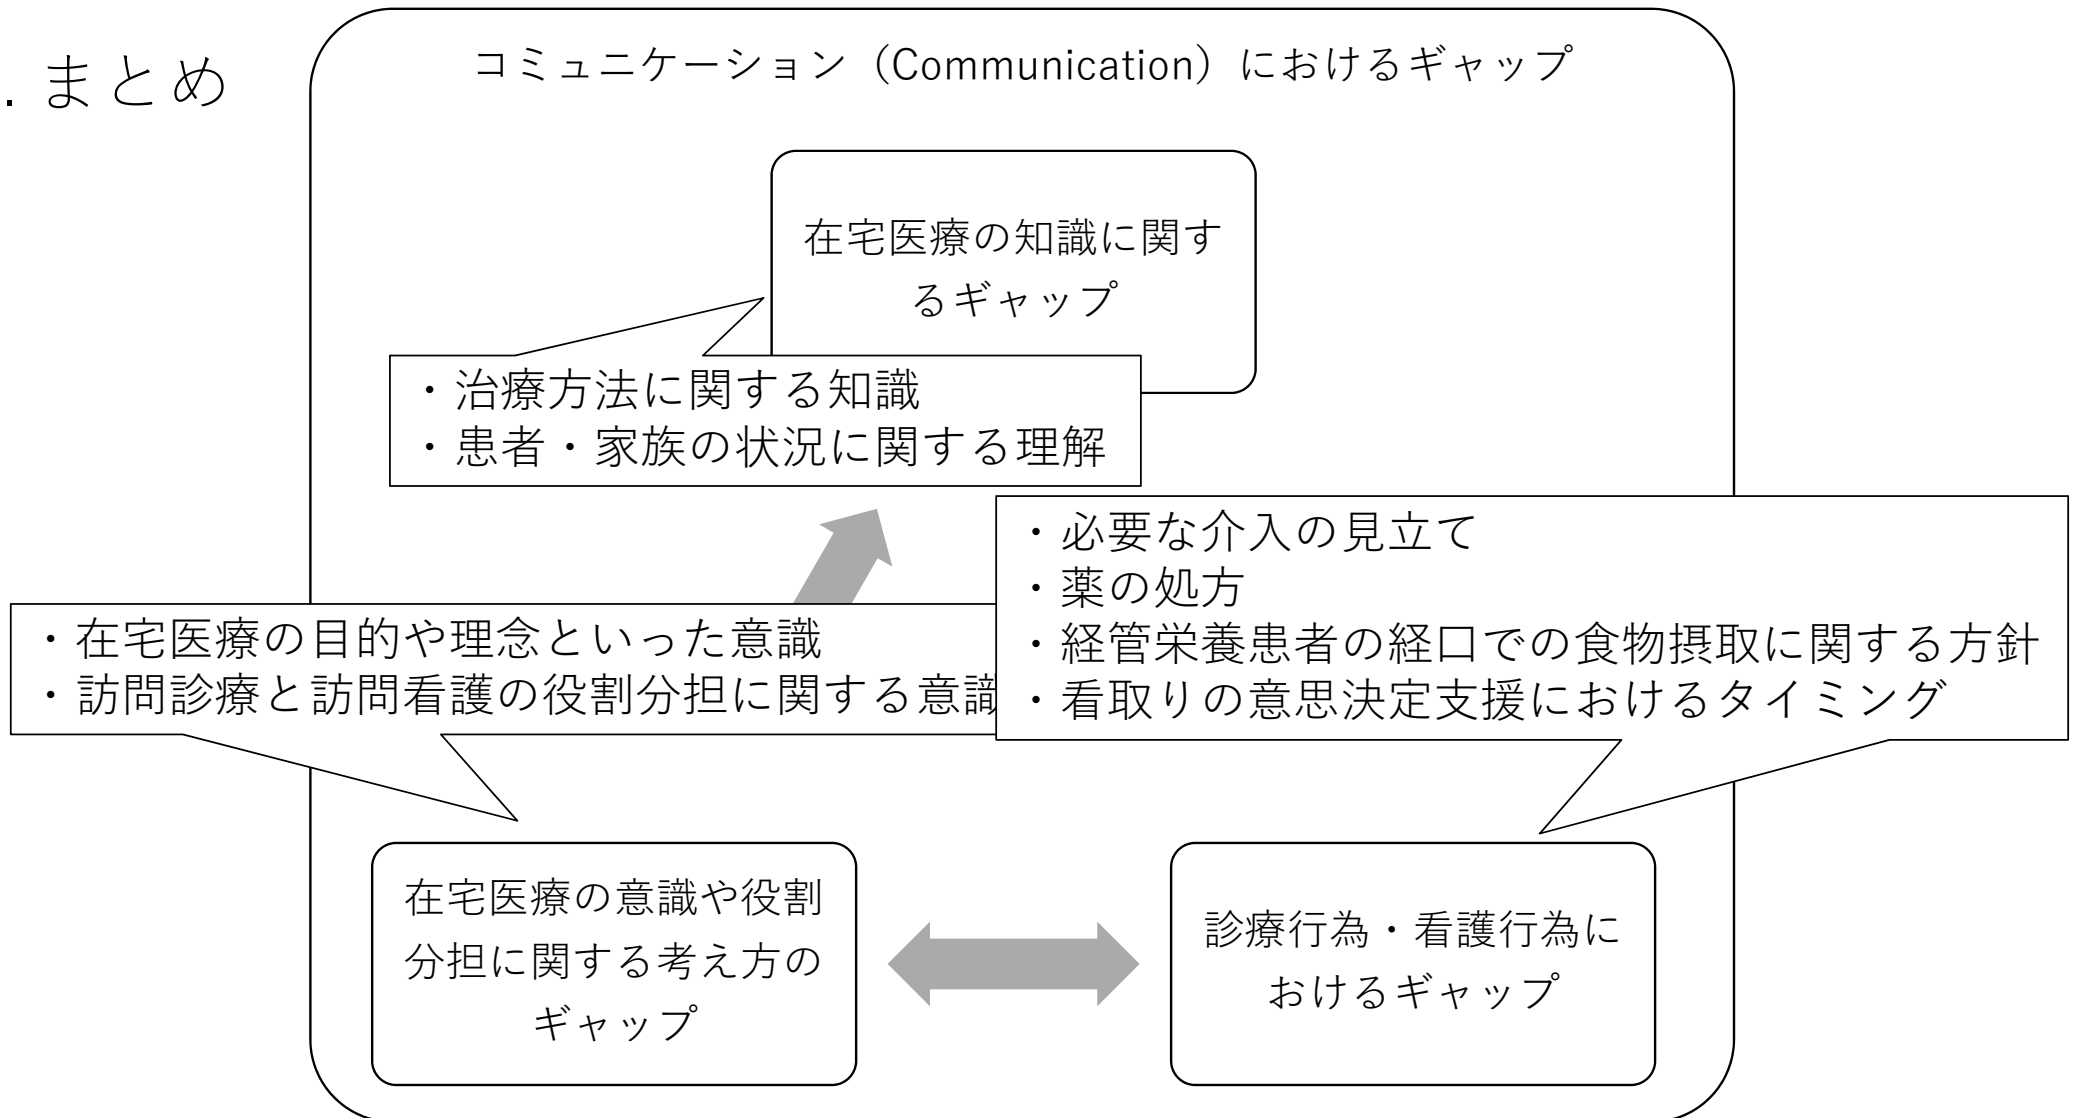 . まとめ
コミュニケーション（Communication）におけるギャップ
在宅医療の知識に関す
るギャップ
・治療方法に関する知識
・患者・家族の状況に関する理解
・必要な介入の見立て
・薬の処方
・経管栄養患者の経口での食物摂取に関する方針
・看取りの意思決定支援におけるタイミング
・在宅医療の目的や理念といった意識
・訪問診療と訪問看護の役割分担に関する意識
在宅医療の意識や役割
分担に関する考え方の
ギャップ
診療行為・看護行為に
おけるギャップ